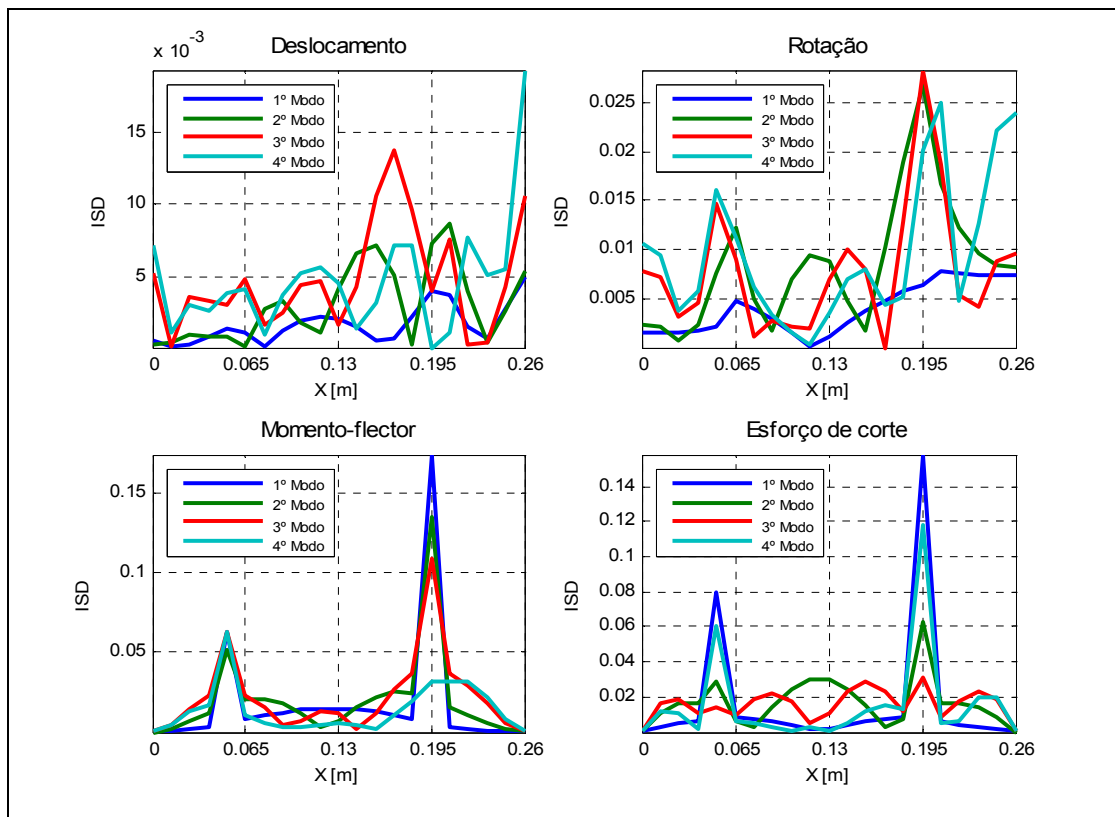 x 10⁻³
Deslocamento
ISD
15
10
5
1º Modo
2º Modo
3º Modo
4º Modo
0 0.065 0.13 0.195 0.26
X [m]
Rotação
ISD
0.025
0.02
0.015
0.01
0.005
1º Modo
2º Modo
3º Modo
4º Modo
0 0.065 0.13 0.195 0.26
X [m]
Momento-flector
ISD
0.15
0.1
0.05
1º Modo
2º Modo
3º Modo
4º Modo
0 0.065 0.13 0.195 0.26
X [m]
Esforço de corte
ISD
0.14
0.12
0.1
0.08
0.06
0.04
0.02
1º Modo
2º Modo
3º Modo
4º Modo
0 0.065 0.13 0.195 0.26
X [m]